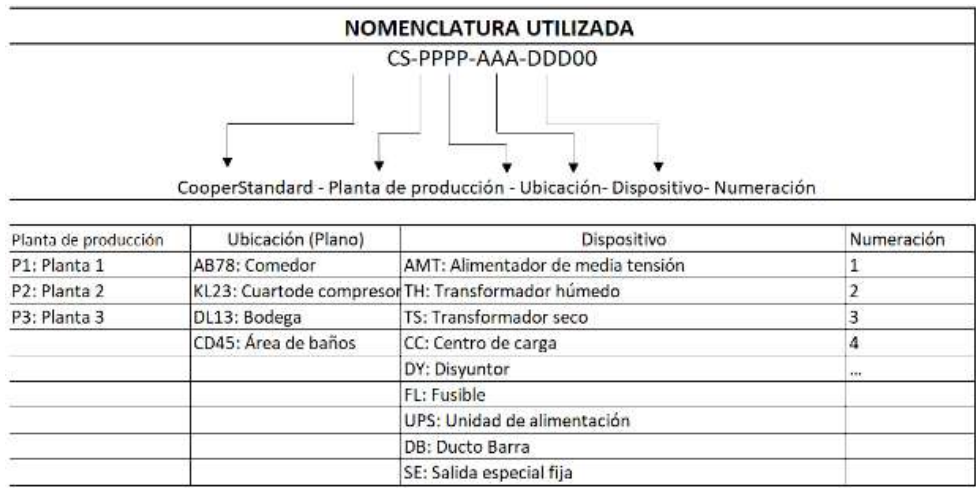 NOMENCLATURA UTILIZADA
CS-PPPP-AAA-DDD00
CooperStandard - Planta de producción - Ubicación- Dispositivo- Numeración
Planta de producción Ubicación (Plano) Dispositivo Numeración
P1: Planta 1 AB78: Comedor AMT: Alimentador de media tensión 1
P2: Planta 2 KL23: Cuartode compresor TH: Transformador húmedo 2
P3: Planta 3 DL13: Bodega TS: Transformador seco 3
CD45: Área de baños CC: Centro de carga 4
DY: Disyuntor ...
FL: Fusible
UPS: Unidad de alimentación
DB: Ducto Barra
SE: Salida especial fija